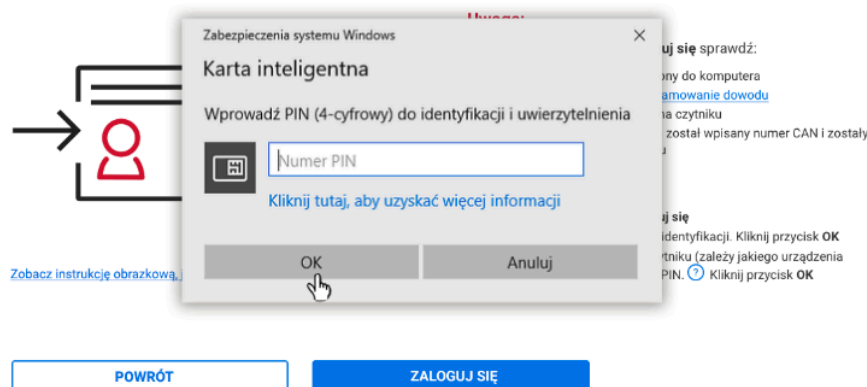 Uwaga:
Zabezpieczenia systemu Windows
Karta inteligentna
Wprowadź PIN (4-cyfrowy) do identyfikacji i uwierzytelnienia
Numer PIN
Kliknij tutaj, aby uzyskać więcej informacji
OK
Anuluj
uj się sprawdź:
ony do komputera
amowanie dowodu
na czytniku
został wpisany numer CAN i zostały
uj się
identyfikacji. Kliknij przycisk OK
ytniku (zależy jakiego urządzenia
PIN. ? Kliknij przycisk OK
Zobacz instrukcję obrazkową, j
POWRÓT
ZALOGUJ SIĘ